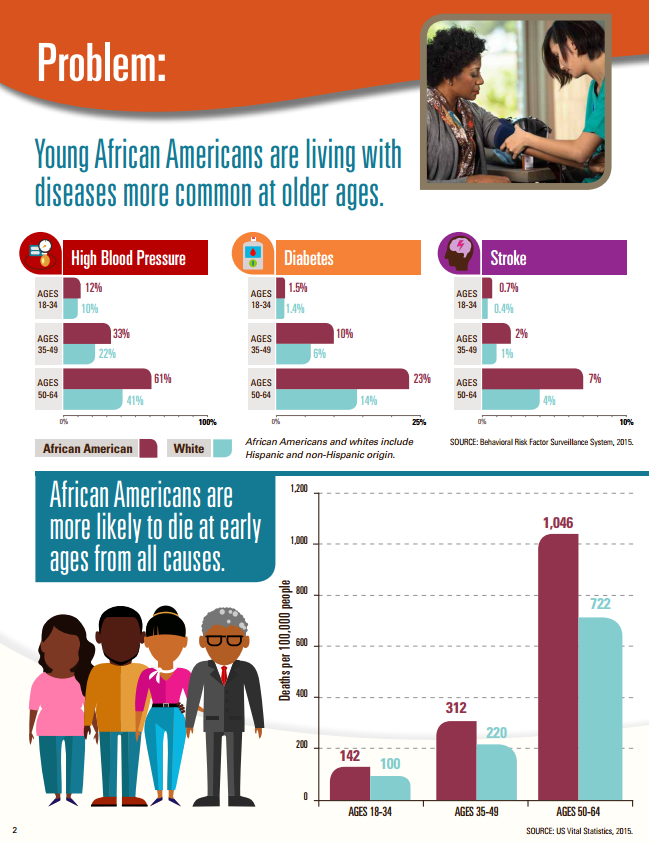 Problem:
Young African Americans are living with
diseases more common at older ages.
High Blood Pressure
AGES
18-34
12%
10%
AGES
35-49
33%
22%
AGES
50-64
61%
41%
0%
100%
Diabetes
AGES
18-34
1.5%
1.4%
AGES
35-49
10%
6%
AGES
50-64
23%
14%
0%
25%
Stroke
AGES
18-34
0.7%
0.4%
AGES
35-49
2%
1%
AGES
50-64
7%
4%
0%
10%
African American
White
African Americans and whites include
Hispanic and non-Hispanic origin.
SOURCE: Behavioral Risk Factor Surveillance System, 2015.
African Americans are
more likely to die at early
ages from all causes.
Deaths per 100,000 people
1,200
1,000
800
600
400
200
0
142
100
312
220
1,046
722
AGES 18-34
AGES 35-49
AGES 50-64
2
SOURCE: US Vital Statistics, 2015.